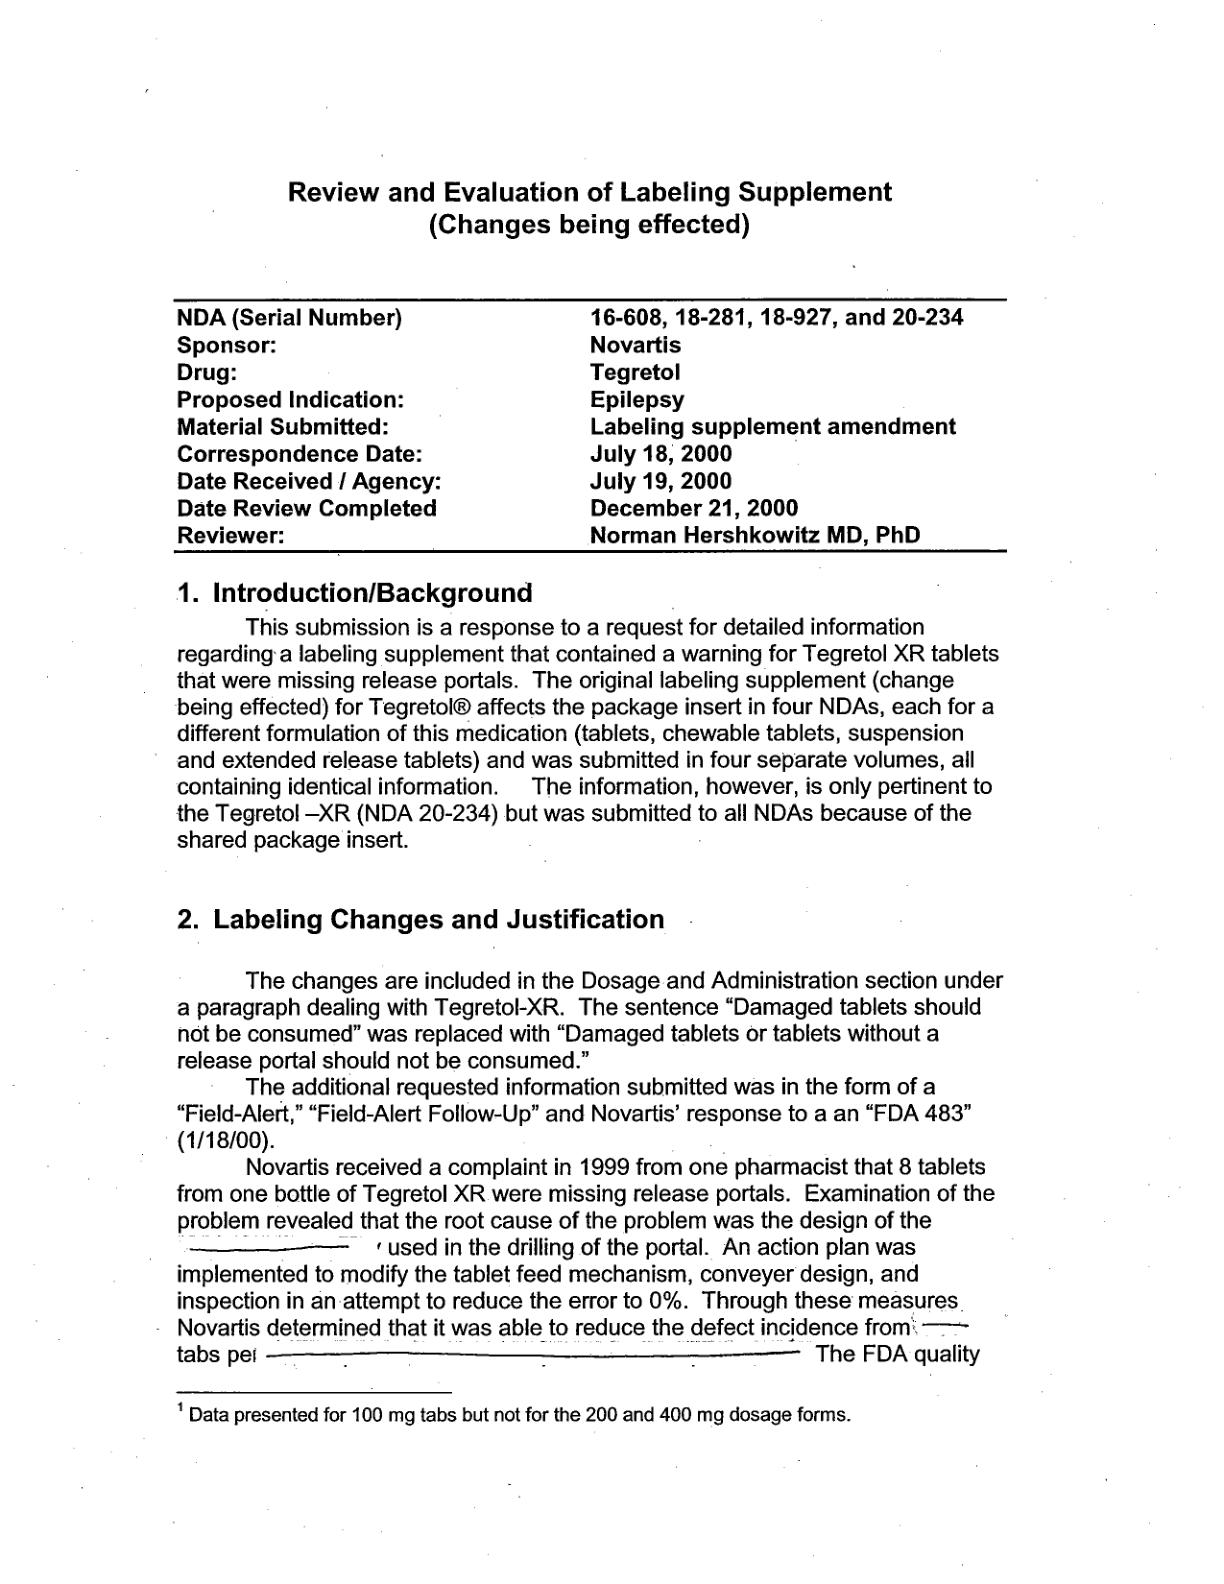 Review and Evaluation of Labeling Supplement
(Changes being effected)
NDA (Serial Number) 16-608, 18-281, 18-927, and 20-234
Sponsor: Novartis
Drug: Tegretol
Proposed Indication: Epilepsy
Material Submitted: Labeling supplement amendment
Correspondence Date: July 18, 2000
Date Received / Agency: July 19, 2000
Date Review Completed December 21, 2000
Reviewer: Norman Hershkowitz MD, PhD
1. Introduction/Background
This submission is a response to a request for detailed information
regarding a labeling supplement that contained a warning for Tegretol XR tablets
that were missing release portals. The original labeling supplement (change
being effected) for Tegretol® affects the package insert in four NDAs, each for a
different formulation of this medication (tablets, chewable tablets, suspension
and extended release tablets) and was submitted in four separate volumes, all
containing identical information. The information, however, is only pertinent to
the Tegretol –XR (NDA 20-234) but was submitted to all NDAs because of the
shared package insert.
2. Labeling Changes and Justification
The changes are included in the Dosage and Administration section under
a paragraph dealing with Tegretol-XR. The sentence “Damaged tablets should
not be consumed” was replaced with “Damaged tablets or tablets without a
release portal should not be consumed.”
The additional requested information submitted was in the form of a
“Field-Alert,” “Field-Alert Follow-Up” and Novartis’ response to a an “FDA 483”
(1/18/00).
Novartis received a complaint in 1999 from one pharmacist that 8 tablets
from one bottle of Tegretol XR were missing release portals. Examination of the
problem revealed that the root cause of the problem was the design of the
used in the drilling of the portal. An action plan was
implemented to modify the tablet feed mechanism, conveyer design, and
inspection in an attempt to reduce the error to 0%. Through these measures
Novartis determined that it was able to reduce the defect incidence from
tabs The FDA quality
1 Data presented for 100 mg tabs but not for the 200 and 400 mg dosage forms.